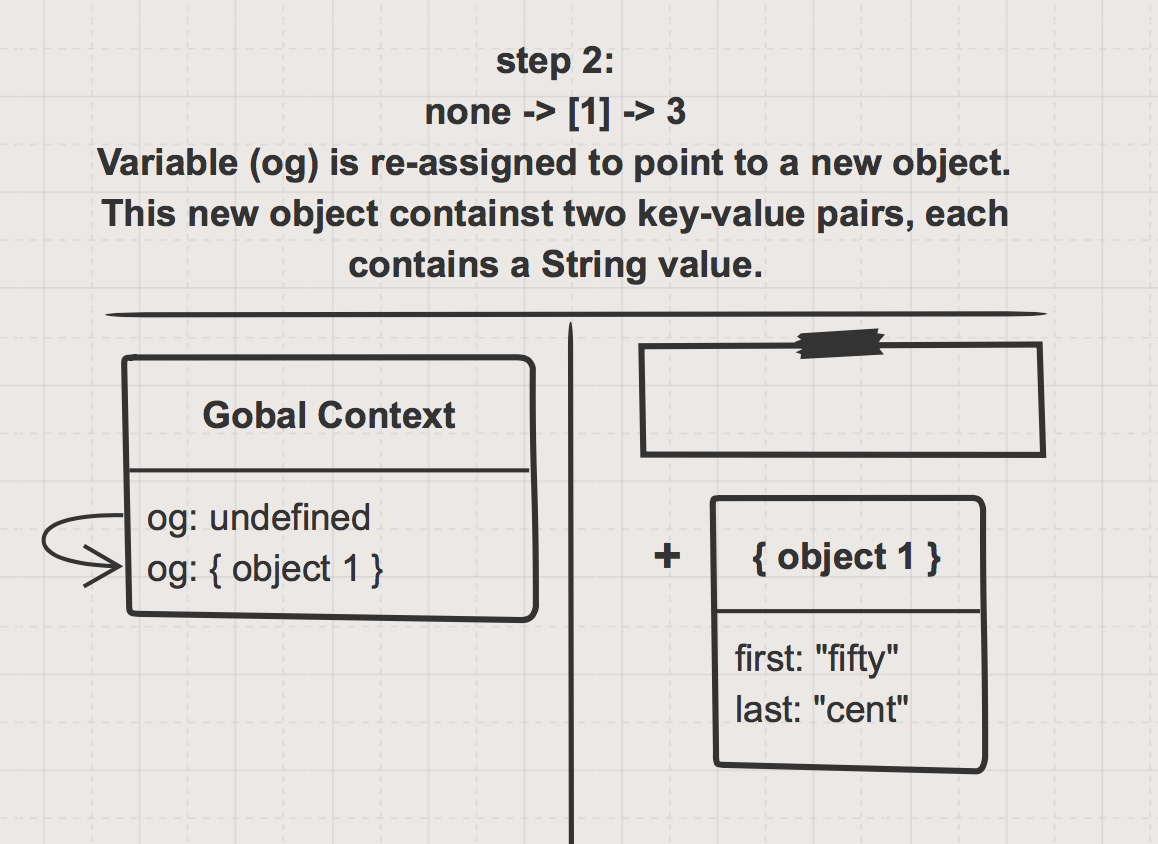 step 2:
none -> [1] -> 3
Variable (og) is re-assigned to point to a new object.
This new object containst two key-value pairs, each
contains a String value.
Gobal Context
og: undefined
og: { object 1 }
+
{ object 1 }
first: "fifty"
last: "cent"